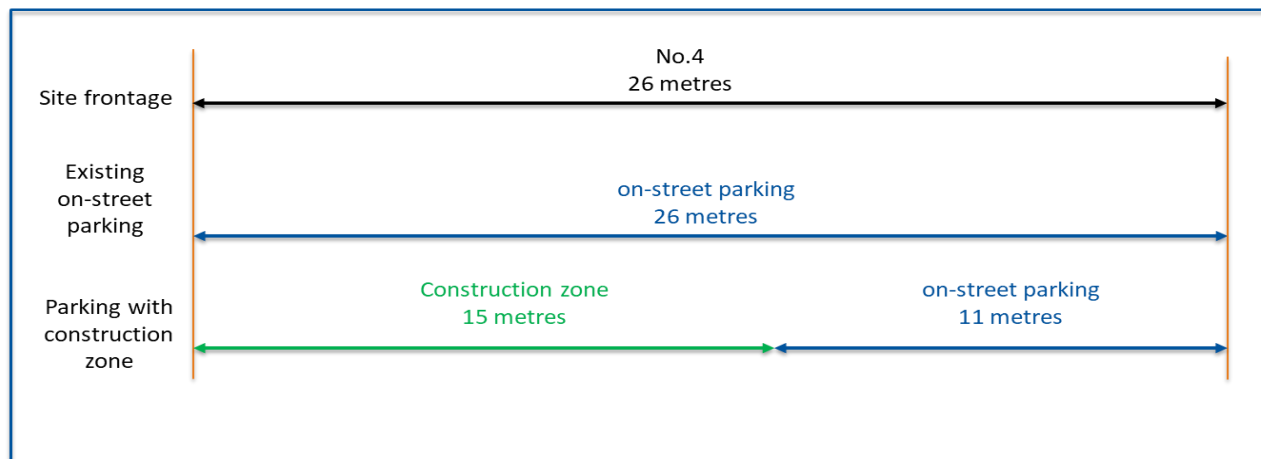 No.4
26 metres
Site frontage
Existing
on-street
parking
on-street parking
26 metres
Parking with
construction
zone
Construction zone
15 metres
on-street parking
11 metres